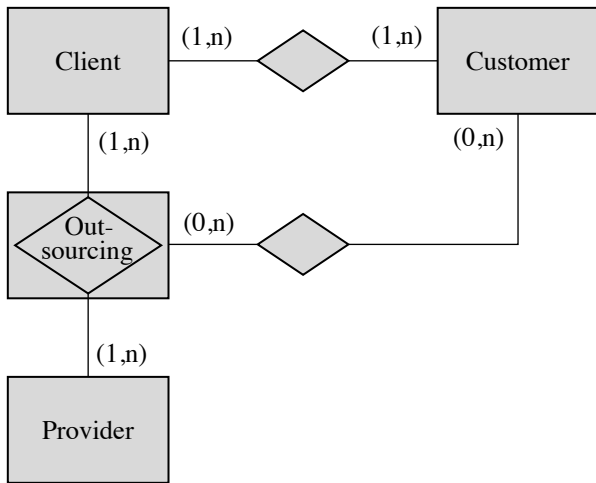 Client
(1,n)
(1,n)
Customer
(1,n)
(0,n)
Out-
sourcing
(0,n)
(1,n)
Provider